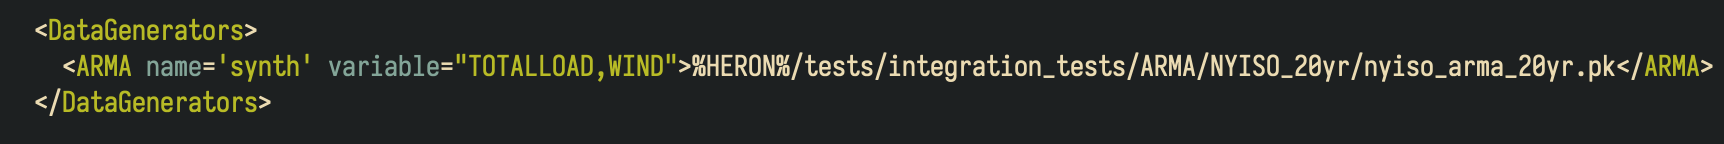 <DataGenerators>
<ARMA name='synth' variable="TOTALLOAD,WIND">%HERON%/tests/integration_tests/ARMA/NYISO_20yr/nyiso_arma_20yr.pk</ARMA>
</DataGenerators>